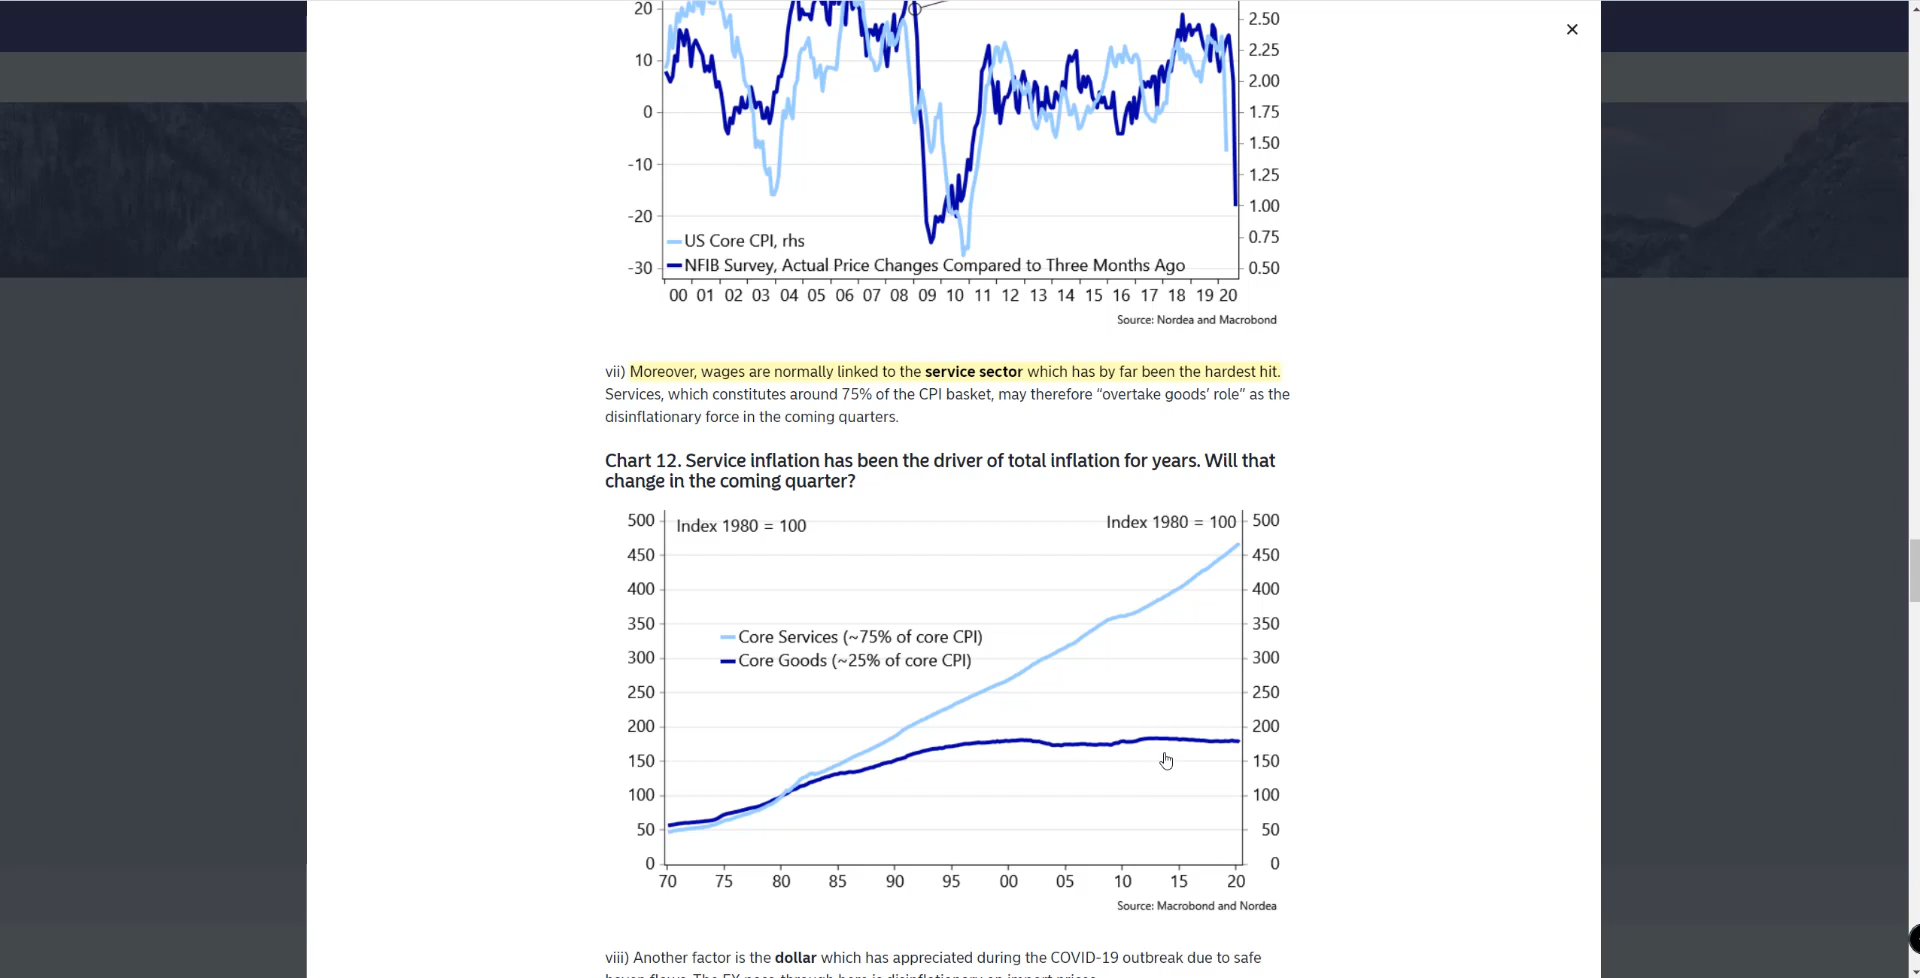 20
10
0
-10
-20
-30
2.50
2.25
2.00
1.75
1.50
1.25
1.00
0.75
0.50
US Core CPI, rhs
NFIB Survey, Actual Price Changes Compared to Three Months Ago
00 01 02 03 04 05 06 07 08 09 10 11 12 13 14 15 16 17 18 19 20
Source: Nordea and Macrobond
vii) Moreover, wages are normally linked to the service sector which has by far been the hardest hit.
Services, which constitutes around 75% of the CPI basket, may therefore “overtake goods’ role” as the
disinflationary force in the coming quarters.
Chart 12. Service inflation has been the driver of total inflation for years. Will that
change in the coming quarter?
Index 1980 = 100
Index 1980 = 100
500
450
400
350
300
250
200
150
100
50
0
500
450
400
350
300
250
200
150
100
50
0
Core Services (~75% of core CPI)
Core Goods (~25% of core CPI)
70 75 80 85 90 95 00 05 10 15 20
Source: Macrobond and Nordea
viii) Another factor is the dollar which has appreciated during the COVID-19 outbreak due to safe